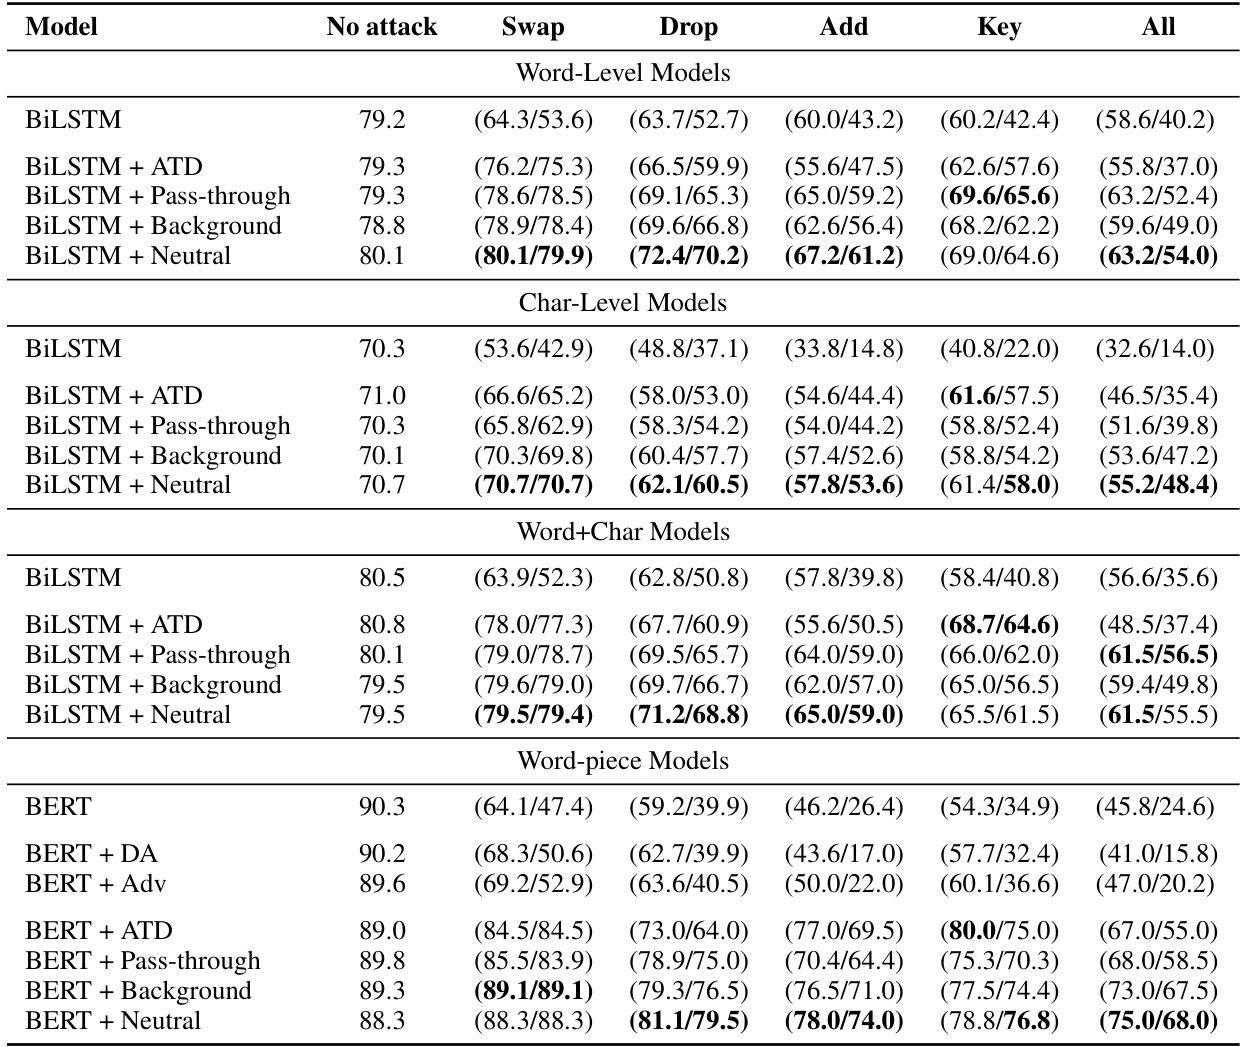 Model No attack Swap Drop Add Key All
Word-Level Models
BiLSTM 79.2 (64.3/53.6) (63.7/52.7) (60.0/43.2) (60.2/42.4) (58.6/40.2)
BiLSTM + ATD 79.3 (76.2/75.3) (66.5/59.9) (55.6/47.5) (62.6/57.6) (55.8/37.0)
BiLSTM + Pass-through 79.3 (78.6/78.5) (69.1/65.3) (65.0/59.2) (69.6/65.6) (63.2/52.4)
BiLSTM + Background 78.8 (78.9/78.4) (69.6/66.8) (62.6/56.4) (68.2/62.2) (59.6/49.0)
BiLSTM + Neutral 80.1 (80.1/79.9) (72.4/70.2) (67.2/61.2) (69.0/64.6) (63.2/54.0)
Char-Level Models
BiLSTM 70.3 (53.6/42.9) (48.8/37.1) (33.8/14.8) (40.8/22.0) (32.6/14.0)
BiLSTM + ATD 71.0 (66.6/65.2) (58.0/53.0) (54.6/44.4) (61.6/57.5) (46.5/35.4)
BiLSTM + Pass-through 70.3 (65.8/62.9) (58.3/54.2) (54.0/44.2) (58.8/52.4) (51.6/39.8)
BiLSTM + Background 70.1 (70.3/69.8) (60.4/57.7) (57.4/52.6) (58.8/54.2) (53.6/47.2)
BiLSTM + Neutral 70.7 (70.7/70.7) (62.1/60.5) (57.8/53.6) (61.4/58.0) (55.2/48.4)
Word+Char Models
BiLSTM 80.5 (63.9/52.3) (62.8/50.8) (57.8/39.8) (58.4/40.8) (56.6/35.6)
BiLSTM + ATD 80.8 (78.0/77.3) (67.7/60.9) (55.6/50.5) (68.7/64.6) (48.5/37.4)
BiLSTM + Pass-through 80.1 (79.0/78.7) (69.5/65.7) (64.0/59.0) (66.0/62.0) (61.5/56.5)
BiLSTM + Background 79.5 (79.6/79.0) (69.7/66.7) (62.0/57.0) (65.0/56.5) (59.4/49.8)
BiLSTM + Neutral 79.5 (79.5/79.4) (71.2/68.8) (65.0/59.0) (65.5/61.5) (61.5/55.5)
Word-piece Models
BERT 90.3 (64.1/47.4) (59.2/39.9) (46.2/26.4) (54.3/34.9) (45.8/24.6)
BERT + DA 90.2 (68.3/50.6) (62.7/39.9) (43.6/17.0) (57.7/32.4) (41.0/15.8)
BERT + Adv 89.6 (69.2/52.9) (63.6/40.5) (50.0/22.0) (60.1/36.6) (47.0/20.2)
BERT + ATD 89.0 (84.5/84.5) (73.0/64.0) (77.0/69.5) (80.0/75.0) (67.0/55.0)
BERT + Pass-through 89.8 (85.5/83.9) (78.9/75.0) (70.4/64.4) (75.3/70.3) (68.0/58.5)
BERT + Background 89.3 (89.1/89.1) (79.3/76.5) (76.5/71.0) (77.5/74.4) (73.0/67.5)
BERT + Neutral 88.3 (88.3/88.3) (81.1/79.5) (78.0/74.0) (78.8/76.8) (75.0/68.0)